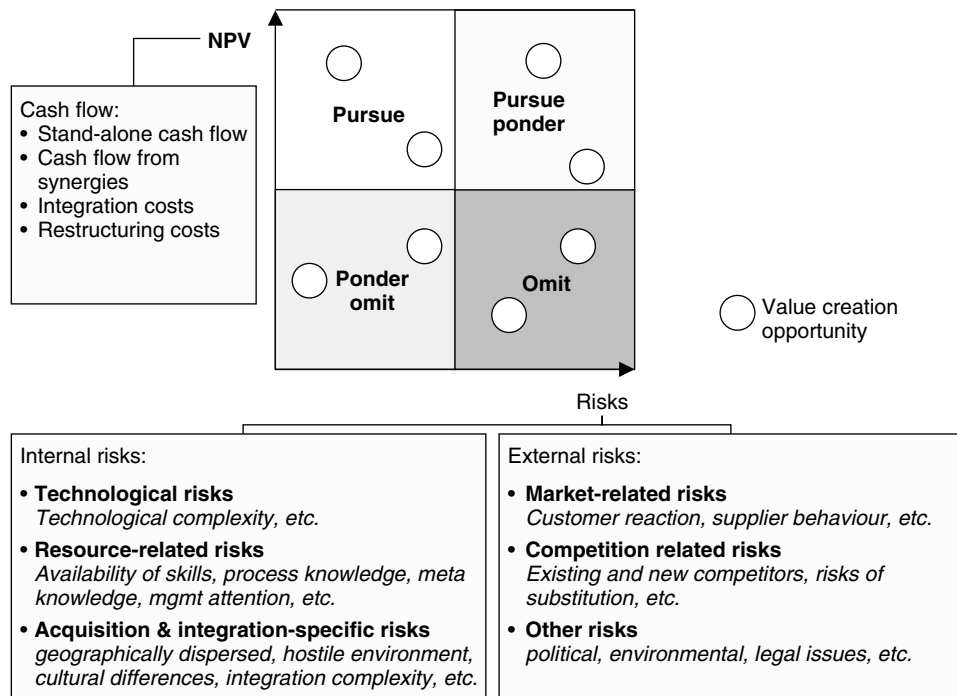 NPV
Cash flow:
• Stand-alone cash flow
• Cash flow from
synergies
• Integration costs
• Restructuring costs
Pursue
Pursue
ponder
Ponder
omit
Omit
Value creation
opportunity
Risks
Internal risks:
• Technological risks
Technological complexity, etc.
• Resource-related risks
Availability of skills, process knowledge, meta
knowledge, mgmt attention, etc.
• Acquisition & integration-specific risks
geographically dispersed, hostile environment,
cultural differences, integration complexity, etc.
External risks:
• Market-related risks
Customer reaction, supplier behaviour, etc.
• Competition related risks
Existing and new competitors, risks of
substitution, etc.
• Other risks
political, environmental, legal issues, etc.